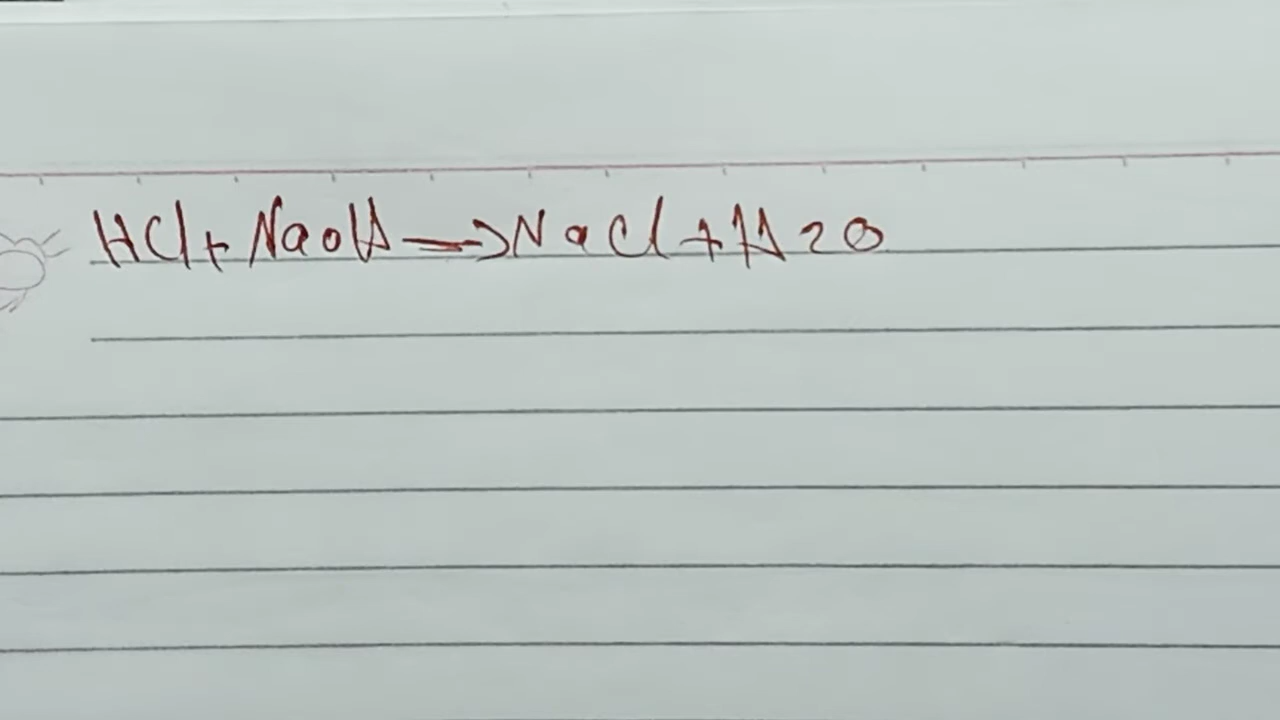 HCl + NaOH → NaCl + H2O